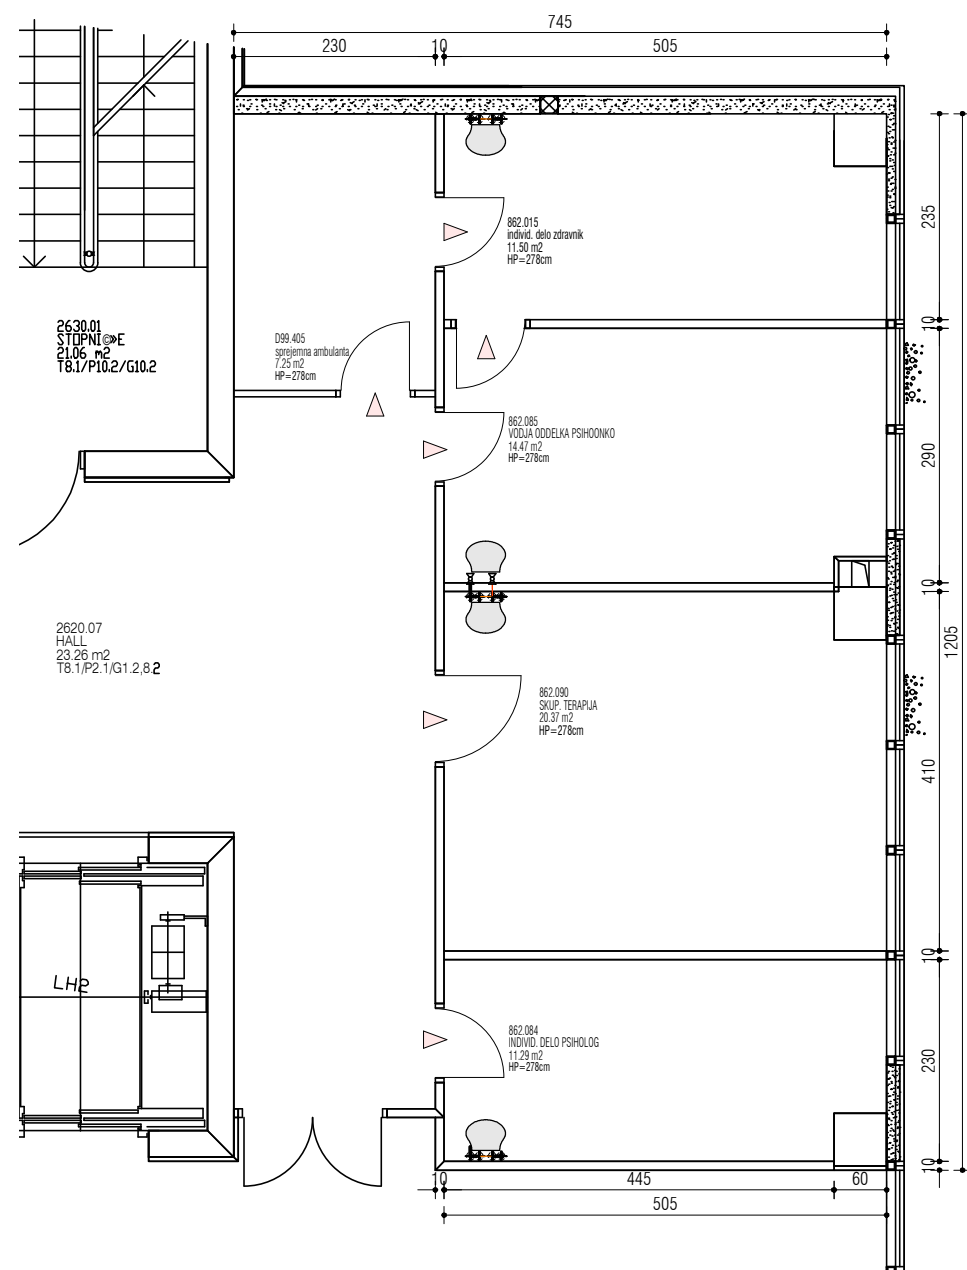 745
230
10
505
862.015
individ. delo zdravnik
11.50 m2
HP=278cm
235
2630.01
STOPNI©»E
21.06 m2
T8.1/P10.2/G10.2
D99.405
sprejemna ambulanta
7.25 m2
HP=278cm
10
862.085
VODJA ODDELKA PSIHOONKO
14.47 m2
HP=278cm
290
10
2620.07
HALL
23.26 m2
T8.1/P2.1/G1.2,8.2
1205
862.090
SKUP. TERAPIJA
20.37 m2
HP=278cm
410
10
LH2
862.084
INDIVID. DELO PSIHOLOG
11.29 m2
HP=278cm
230
10
10
445
60
505